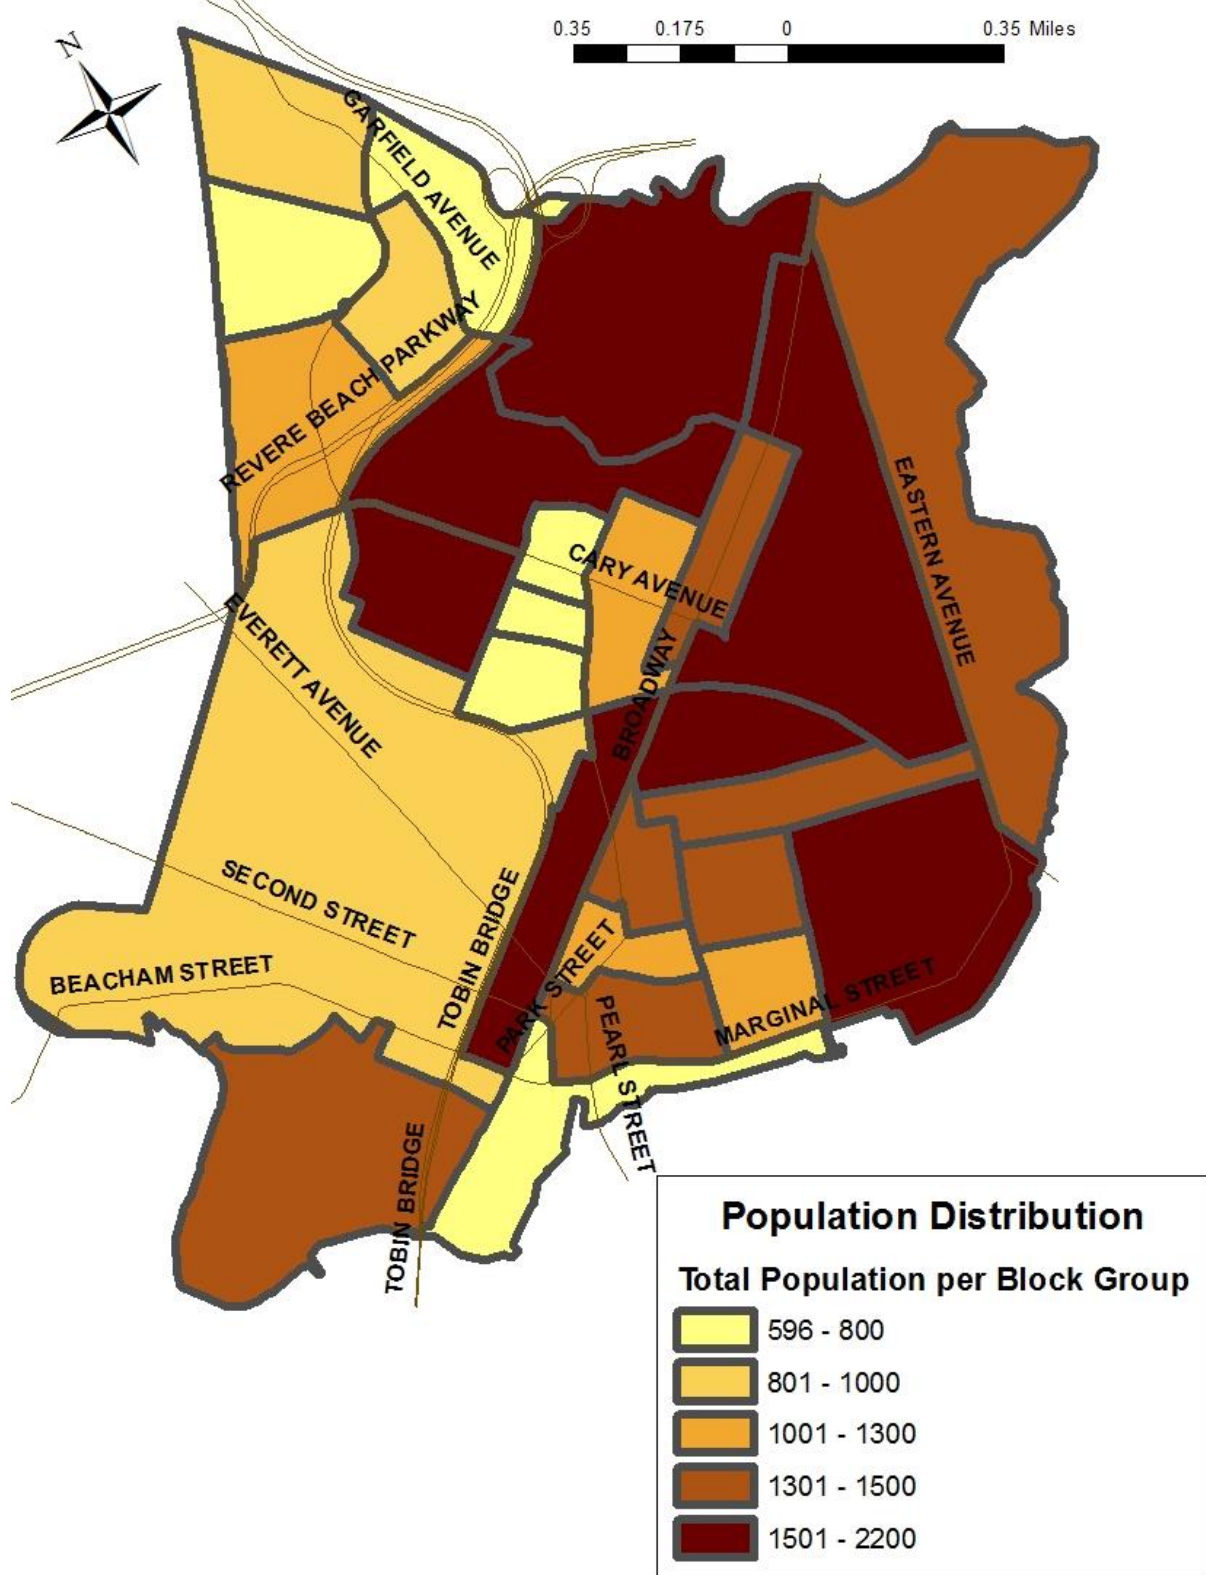 N
0.35 0.175 0 0.35 Miles
GARFIELD AVENUE
REVERE BEACH PARKWAY
EASTERN AVENUE
CARY AVENUE
EVERETT AVENUE
BROADWAY
SECOND STREET
BEACHAM STREET
TOBIN BRIDGE
PARK STREET
PEARL STREET
MARGINAL STREET
TOBIN BRIDGE
Population Distribution
Total Population per Block Group
596 - 800
801 - 1000
1001 - 1300
1301 - 1500
1501 - 2200